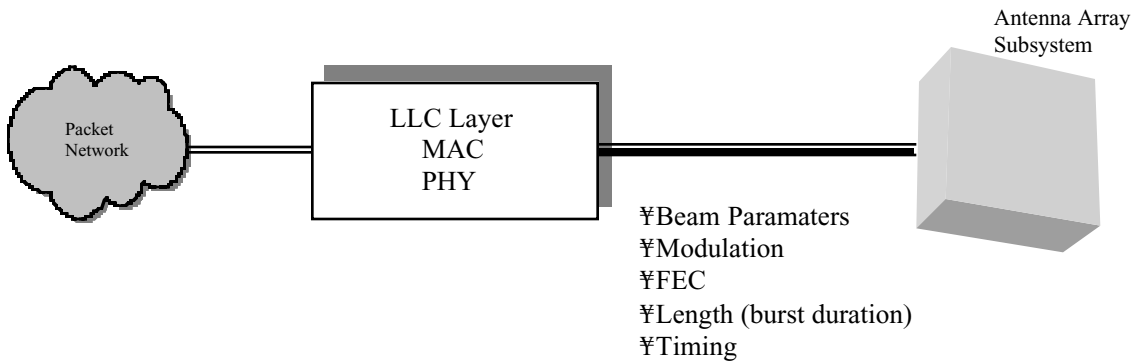 Antenna Array
Subsystem
Packet
Network
LLC Layer
MAC
PHY
¥Beam Paramaters
¥Modulation
¥FEC
¥Length (burst duration)
¥Timing